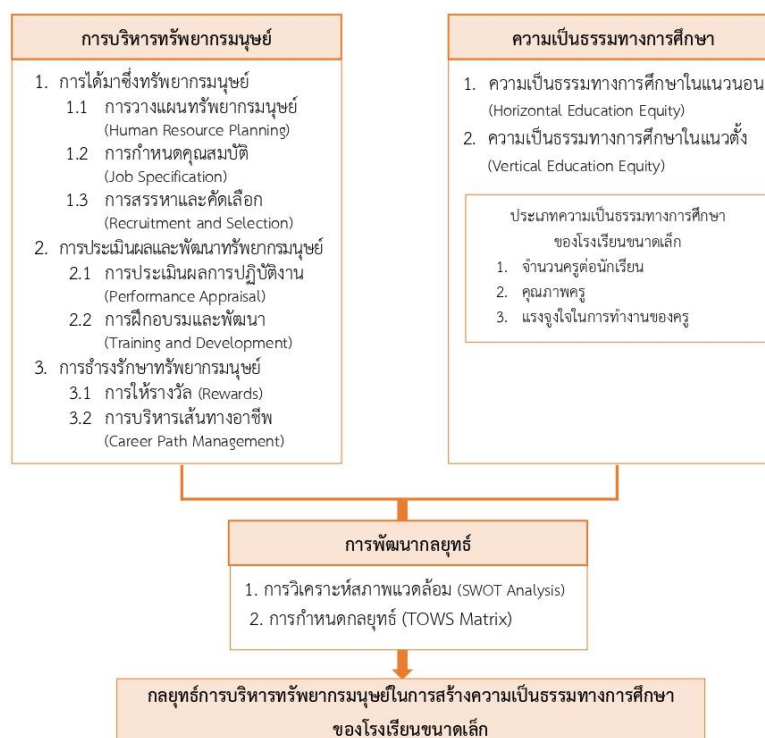 การบริหารทรัพยากรมนุษย์
1. การได้มาซึ่งทรัพยากรมนุษย์
1.1 การวางแผนทรัพยากรมนุษย์
(Human Resource Planning)
1.2 การกำหนดคุณสมบัติ
(Job Specification)
1.3 การสรรหาและคัดเลือก
(Recruitment and Selection)
2. การประเมินผลและพัฒนาทรัพยากรมนุษย์
2.1 การประเมินผลการปฏิบัติงาน
(Performance Appraisal)
2.2 การฝึกอบรมและพัฒนา
(Training and Development)
3. การธำรงรักษาทรัพยากรมนุษย์
3.1 การให้รางวัล (Rewards)
3.2 การบริหารเส้นทางอาชีพ
(Career Path Management)
ความเป็นธรรมทางการศึกษา
1. ความเป็นธรรมทางการศึกษาในแนวนอน
(Horizontal Education Equity)
2. ความเป็นธรรมทางการศึกษาในแนวตั้ง
(Vertical Education Equity)
ประเภทความเป็นธรรมทางการศึกษา
ของโรงเรียนขนาดเล็ก
1. จำนวนครูต่อนักเรียน
2. คุณภาพครู
3. แรงจูงใจในการทำงานของครู
การพัฒนากลยุทธ์
1. การวิเคราะห์สภาพแวดล้อม (SWOT Analysis)
2. การกำหนดกลยุทธ์ (TOWS Matrix)
กลยุทธ์การบริหารทรัพยากรมนุษย์ในการสร้างความเป็นธรรมทางการศึกษา
ของโรงเรียนขนาดเล็ก